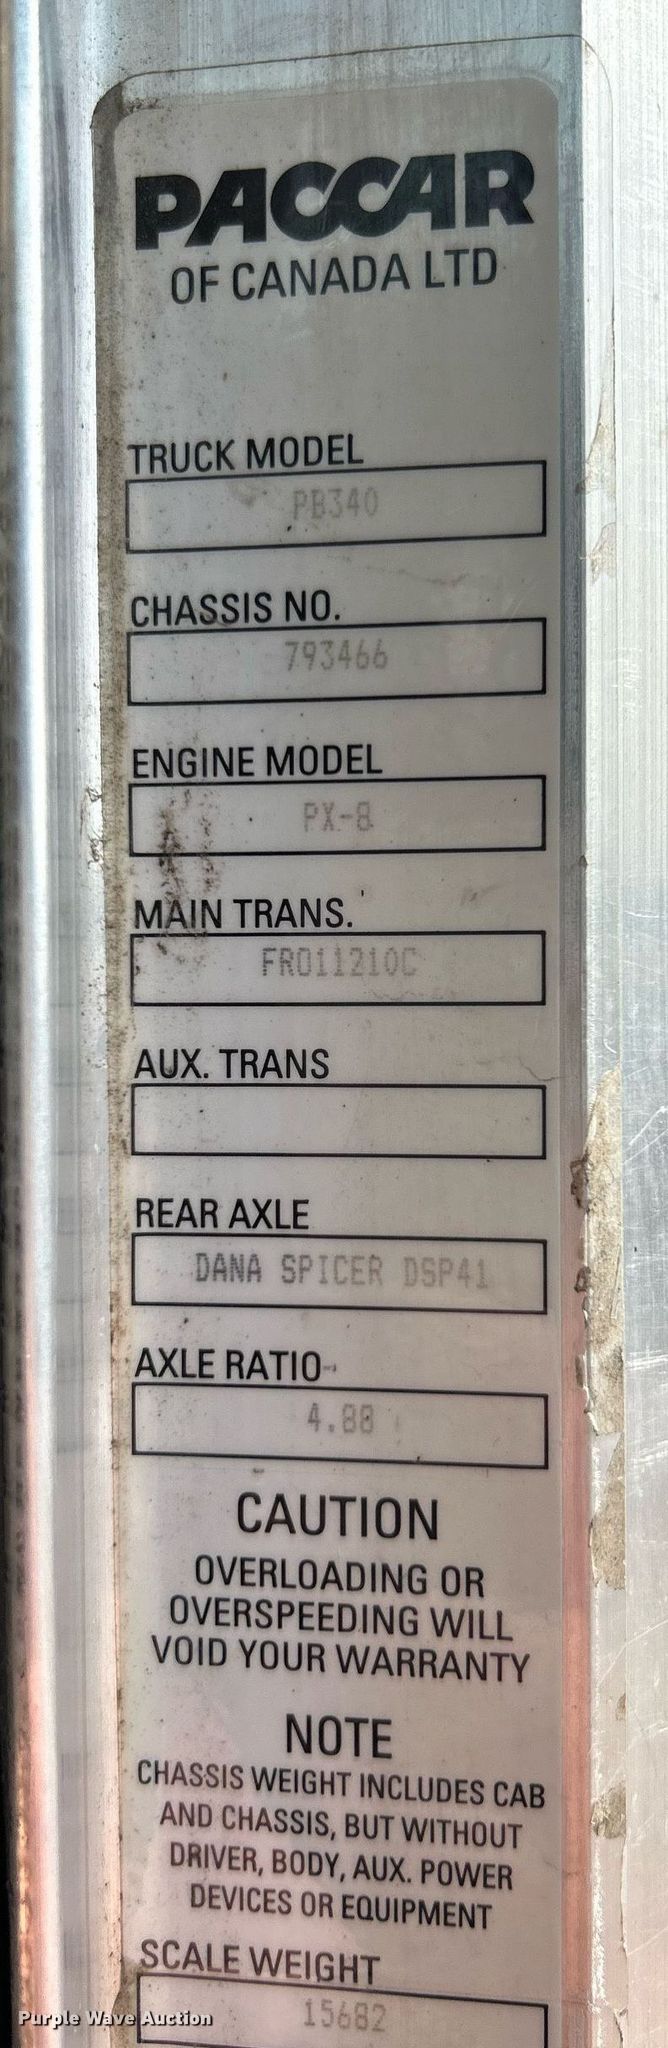 PACCAR
OF CANADA LTD
TRUCK MODEL
PB340
CHASSIS NO.
793466
ENGINE MODEL
PX-8
MAIN TRANS.
FRO11210C
AUX. TRANS
REAR AXLE
DANA SPICER DSP41
AXLE RATIO
4.88
CAUTION
OVERLOADING OR
OVERSPEEDING WILL
VOID YOUR WARRANTY
NOTE
CHASSIS WEIGHT INCLUDES CAB
AND CHASSIS, BUT WITHOUT
DRIVER, BODY, AUX. POWER
DEVICES OR EQUIPMENT
SCALE WEIGHT
15682
Purple Wave Auction